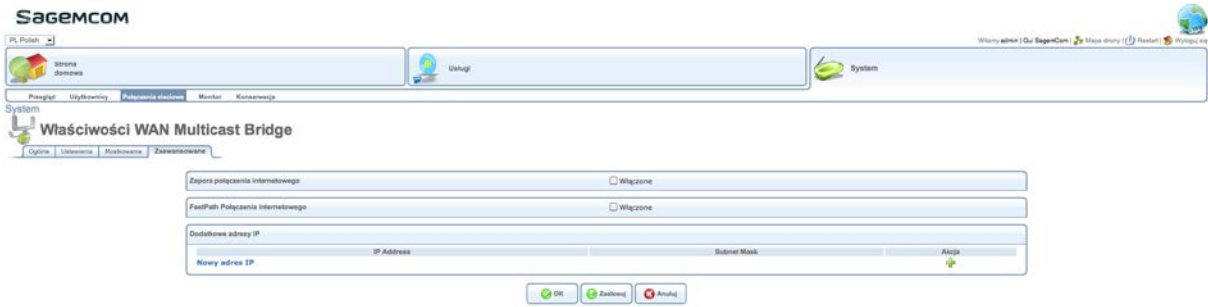 SAGEMCOM
PL Polish
Witamy admin | Gui SagemCom | Mapa strony | Restart | Wyloguj się
Strona domowa
Usługi
System
Przegląd Użytkownicy Połączenia sieciowe Monitor Konserwacja
System
Właściwości WAN Multicast Bridge
Ogólne Ustawienia Mostkowanie Zaawansowane
Zapora połączenia internetowego Włączone
FastPath Połączenia internetowego Włączone
Dodatkowe adresy IP
IP Address Subnet Mask Akcja
Nowy adres IP
OK Zastosuj Anuluj